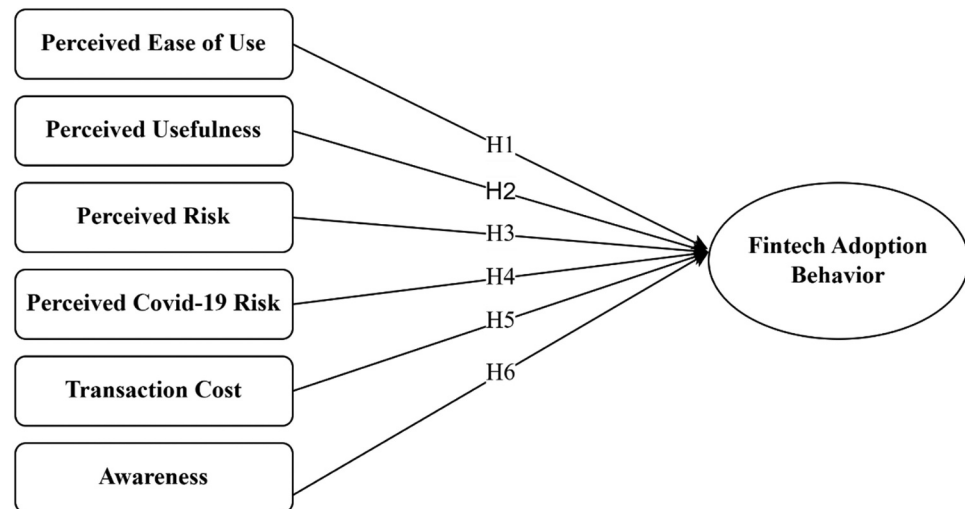 Perceived Ease of Use
Perceived Usefulness
Perceived Risk
Perceived Covid-19 Risk
Transaction Cost
Awareness
H1
H2
H3
H4
H5
H6
Fintech Adoption
Behavior